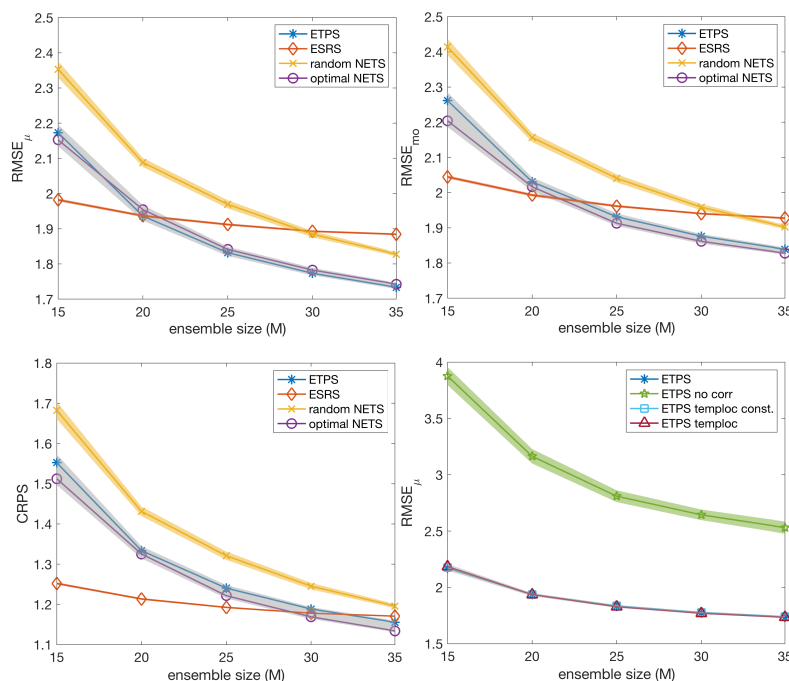 2.5
2.4
2.3
2.2
2.1
2
1.9
1.8
1.7
RMSEμ
15 20 25 30 35
ensemble size (M)
ETPS
ESRS
random NETS
optimal NETS
2.5
2.4
2.3
2.2
2.1
2
1.9
1.8
1.7
RMSEmo
15 20 25 30 35
ensemble size (M)
ETPS
ESRS
random NETS
optimal NETS
1.8
1.7
1.6
1.5
1.4
1.3
1.2
1.1
CRPS
15 20 25 30 35
ensemble size (M)
ETPS
ESRS
random NETS
optimal NETS
4
3.5
3
2.5
2
1.5
RMSEμ
15 20 25 30 35
ensemble size (M)
ETPS
ETPS no corr
ETPS temploc const.
ETPS temploc